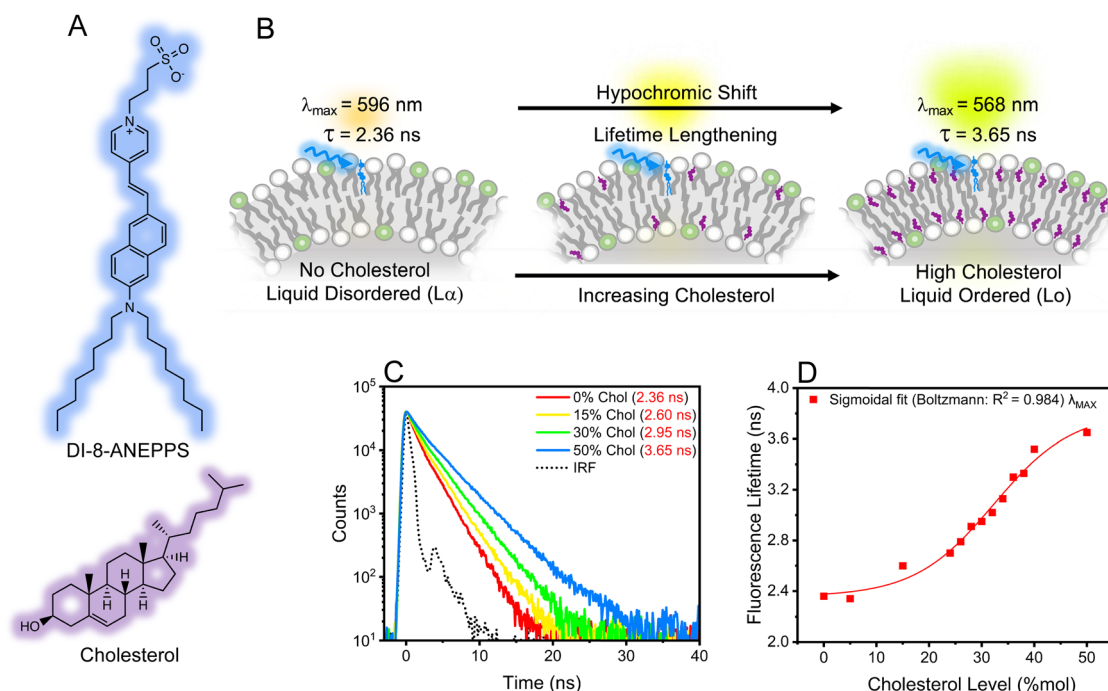 A
O
O
S
O-
N
+
N
DI-8-ANEPPS
H
H
H
H
HO
Cholesterol
B
λmax = 596 nm
τ = 2.36 ns
Hypochromic Shift
Lifetime Lengthening
λmax = 568 nm
τ = 3.65 ns
No Cholesterol
Liquid Disordered (Lα)
Increasing Cholesterol
High Cholesterol
Liquid Ordered (Lo)
C
0% Chol (2.36 ns)
15% Chol (2.60 ns)
30% Chol (2.95 ns)
50% Chol (3.65 ns)
IRF
10⁵
10⁴
10³
10²
10¹
Counts
0 10 20 30 40
Time (ns)
D
Sigmoidal fit (Boltzmann: R² = 0.984) λMAX
4.0
3.6
3.2
2.8
2.4
2.0
Fluorescence Lifetime (ns)
0 10 20 30 40 50
Cholesterol Level (%mol)